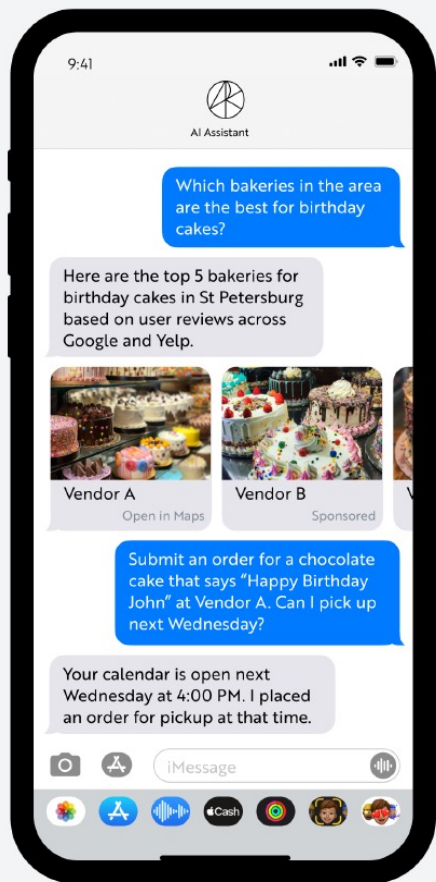 9:41
AI Assistant
Which bakeries in the area
are the best for birthday
cakes?
Here are the top 5 bakeries for
birthday cakes in St Petersburg
based on user reviews across
Google and Yelp.
Vendor A
Open in Maps
Vendor B
Sponsored
Submit an order for a chocolate
cake that says “Happy Birthday
John” at Vendor A. Can I pick up
next Wednesday?
Your calendar is open next
Wednesday at 4:00 PM. I placed
an order for pickup at that time.
iMessage
Cash